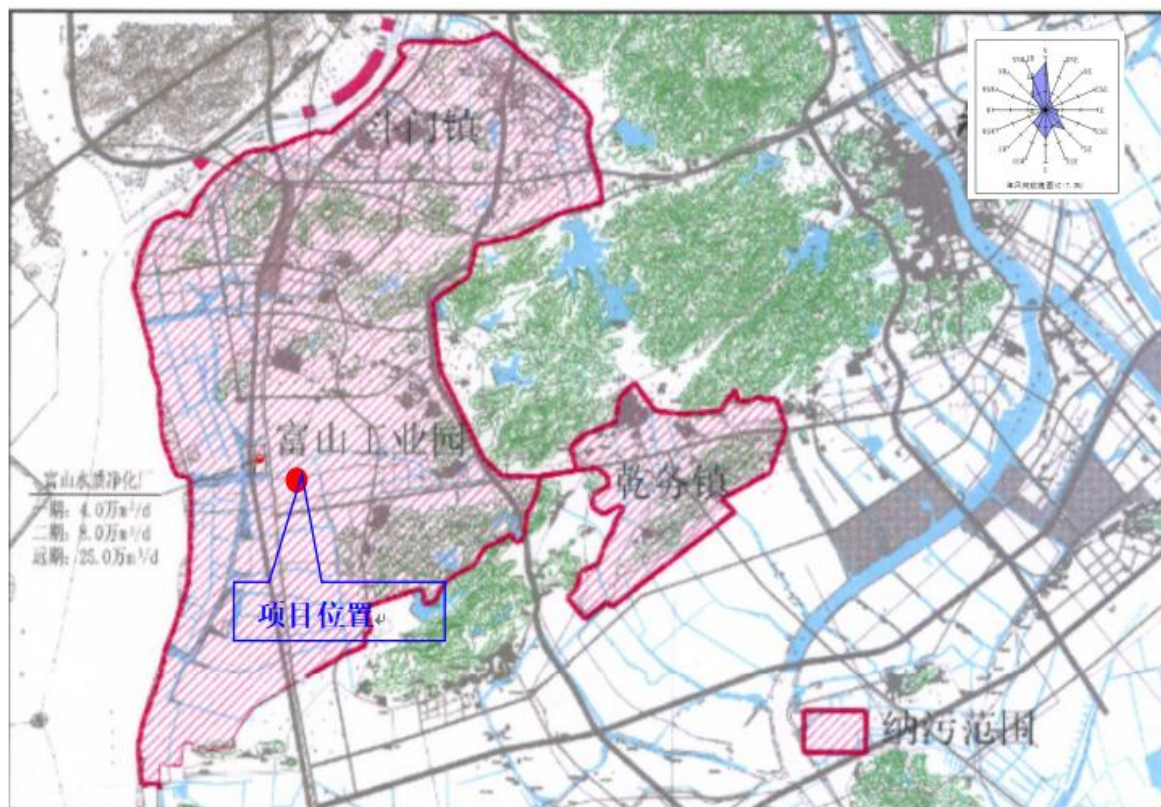 斗门镇
富山工业园
乾务镇
富山水质净化厂
一期：4.0万m³/d
二期：8.0万m³/d
远期：25.0万m³/d
项目位置
纳污范围
N
E
S
W